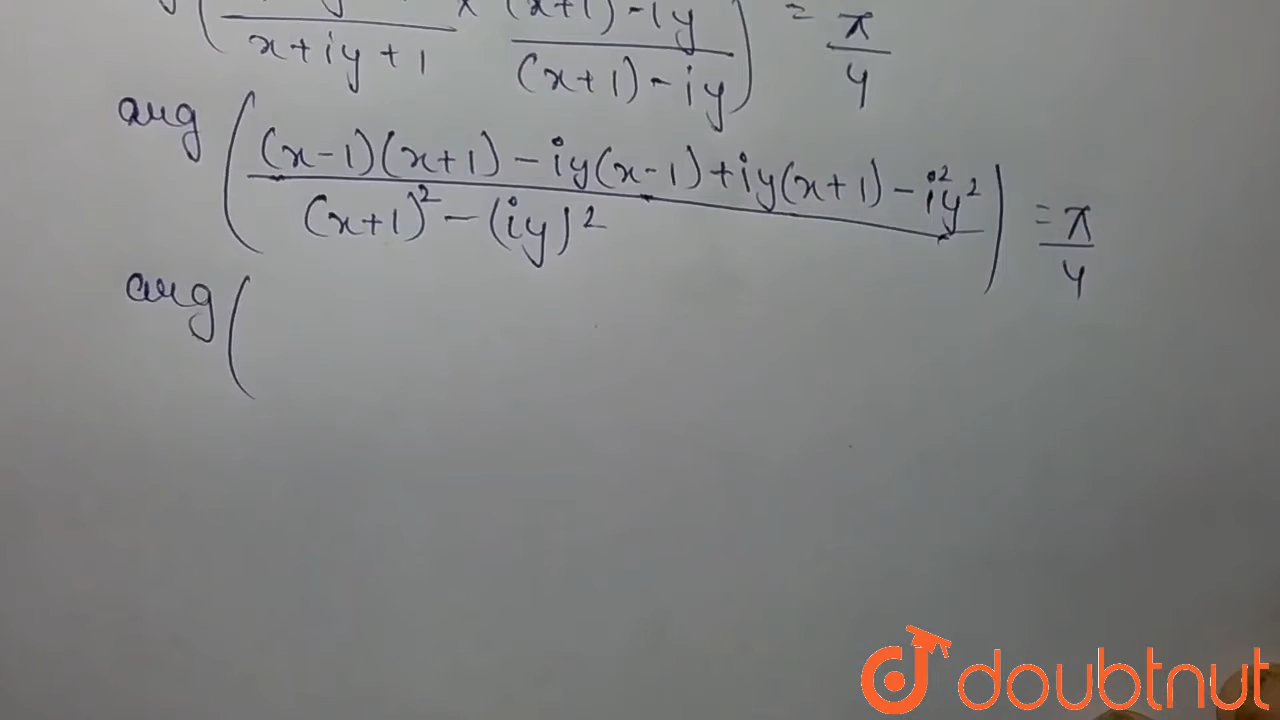 x+iy+1 × (x+1)-iy / (x+1)-iy ) = π/4
arg ( (x-1)(x+1) - iy(x-1) + iy(x+1) - i²y² / (x+1)² - (iy)² ) = π/4
arg (
doubtnut